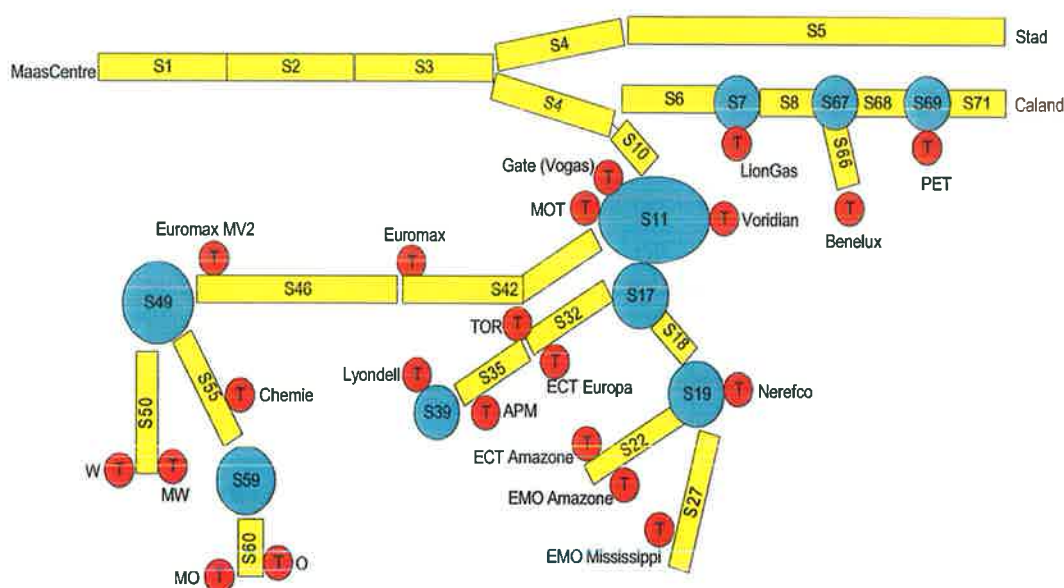 S4
S5
Stad
MaasCentre
S1
S2
S3
S4
S6
S7
S8
S67
S68
S69
S71
Caland
T
LionGas
S66
T
PET
T
Benelux
S10
Gate (Vogas)
T
MOT
T
S11
T
Voridian
Euromax MV2
T
Euromax
T
S49
S46
S42
S17
TOR
T
S32
S18
Lyondell
T
S35
T
ECT Europa
S39
T
APM
S19
T
Nerefco
S50
S55
T
Chemie
ECT Amazone
T
S22
EMO Amazone
T
S27
EMO Mississippi
T
W
T
T
MW
S59
S60
MO
T
T
O